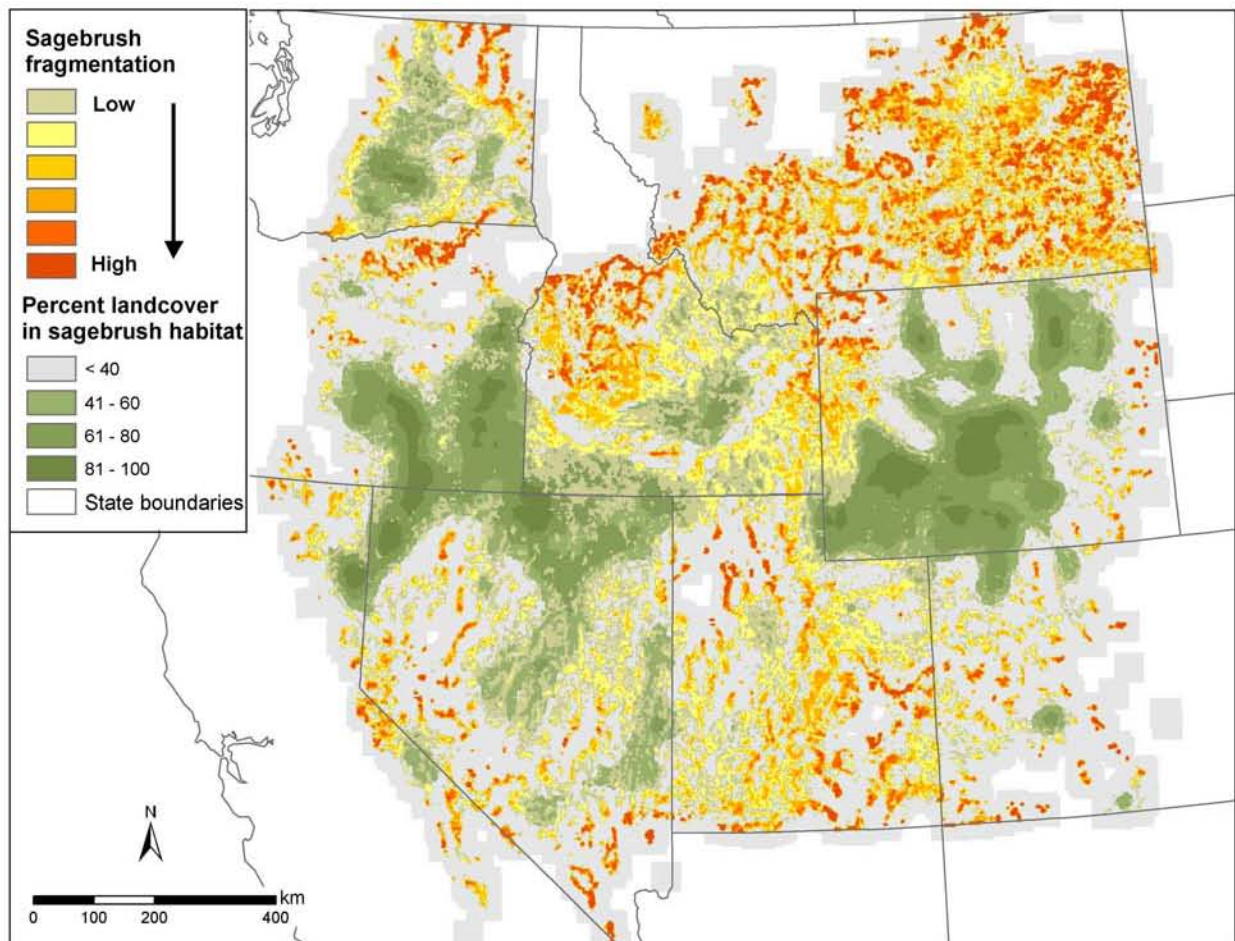 Sagebrush
fragmentation
Low
High
Percent landcover
in sagebrush habitat
< 40
41 - 60
61 - 80
81 - 100
State boundaries
N
km
0 100 200 400